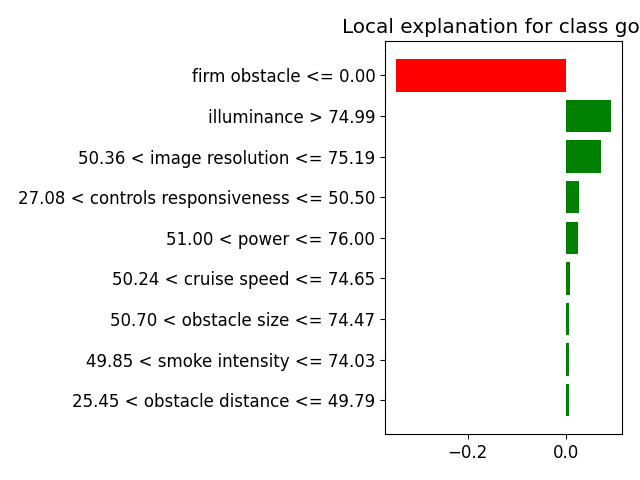 Local explanation for class go
firm obstacle <= 0.00
illuminance > 74.99
50.36 < image resolution <= 75.19
27.08 < controls responsiveness <= 50.50
51.00 < power <= 76.00
50.24 < cruise speed <= 74.65
50.70 < obstacle size <= 74.47
49.85 < smoke intensity <= 74.03
25.45 < obstacle distance <= 49.79
−0.2 0.0